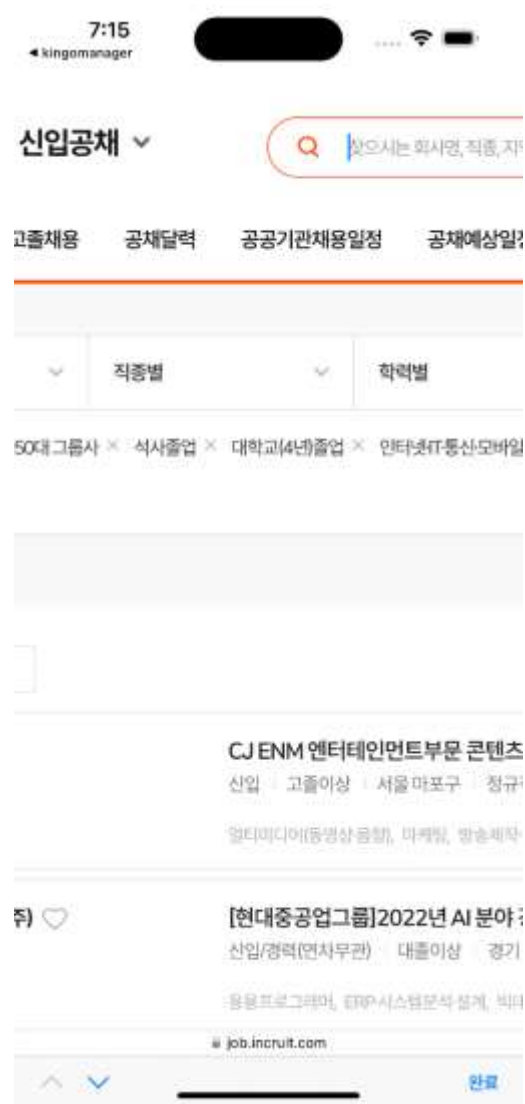 7:15
◀ kingomanager
신입공채
찾으시는 회사명, 직종, 지역
고졸채용 공채달력 공공기관채용일정 공채예상일정
직종별 학력별
50대 그룹사 × 석사졸업 × 대학교(4년)졸업 × 인터넷·IT·통신·모바일
CJ ENM 엔터테인먼트부문 콘텐츠
신입 고졸이상 서울 마포구 정규
멀티미디어(동영상·음향), 마케팅, 방송제작
주) [현대중공업그룹]2022년 AI 분야
신입/경력(연차무관) 대졸이상 경기
응용프로그래머, ERP·시스템분석·설계, 빅데
job.incruit.com
완료